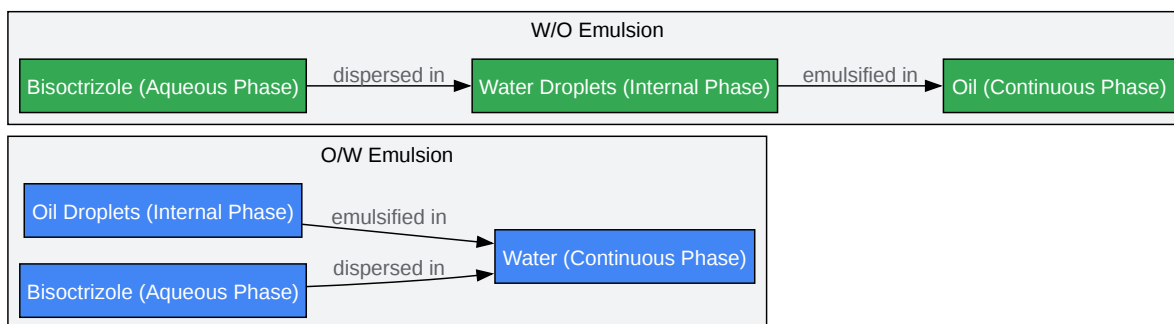 W/O Emulsion
Bisoctrizole (Aqueous Phase)
dispersed in
Water Droplets (Internal Phase)
emulsified in
Oil (Continuous Phase)
O/W Emulsion
Oil Droplets (Internal Phase)
emulsified in
Bisoctrizole (Aqueous Phase)
dispersed in
Water (Continuous Phase)